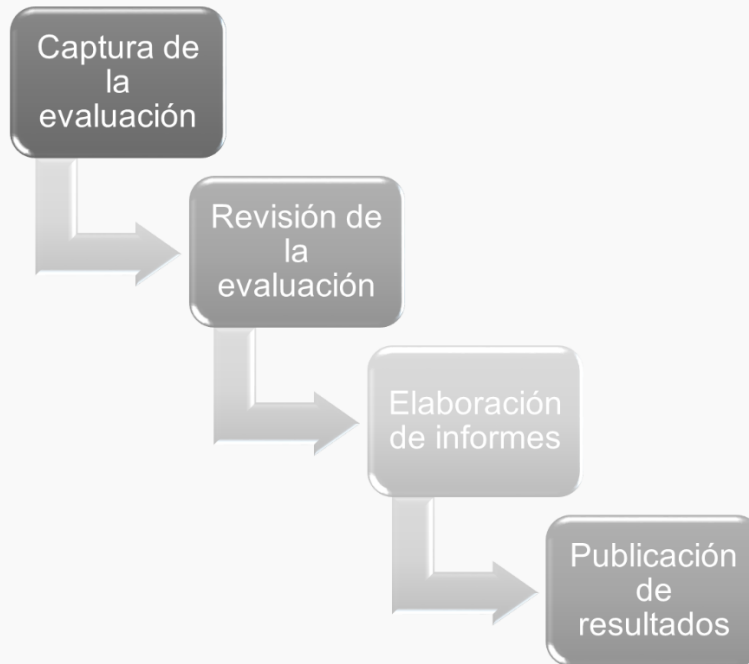 Captura de
la
evaluación
Revisión de
la
evaluación
Elaboración
de informes
Publicación
de
resultados